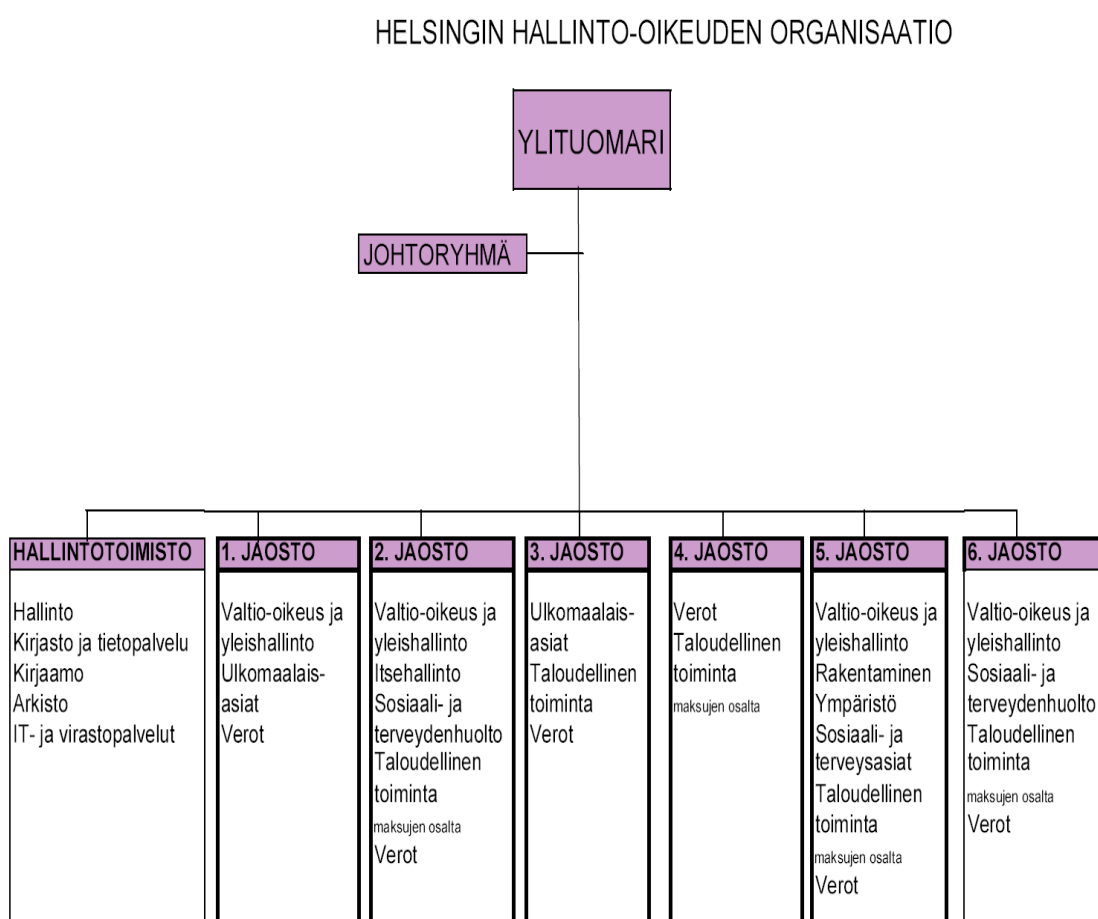 HELSINGIN HALLINTO-OIKEUDEN ORGANISAATIO
YLITUOMARI
JOHTORYHMÄ
HALLINTOTOIMISTO
Hallinto
Kirjasto ja tietopalvelu
Kirjaamo
Arkisto
IT- ja virastopalvelut
1. JAOSTO
Valtio-oikeus ja
yleishallinto
Ulkomaalais-
asiat
Verot
2. JAOSTO
Valtio-oikeus ja
yleishallinto
Itsehallinto
Sosiaali- ja
terveydenhuolto
Taloudellinen
toiminta
maksujen osalta
Verot
3. JAOSTO
Ulkomaalais-
asiat
Taloudellinen
toiminta
Verot
4. JAOSTO
Verot
Taloudellinen
toiminta
maksujen osalta
5. JAOSTO
Valtio-oikeus ja
yleishallinto
Rakentaminen
Ympäristö
Sosiaali- ja
terveysasiat
Taloudellinen
toiminta
maksujen osalta
Verot
6. JAOSTO
Valtio-oikeus ja
yleishallinto
Sosiaali- ja
terveydenhuolto
Taloudellinen
toiminta
maksujen osalta
Verot